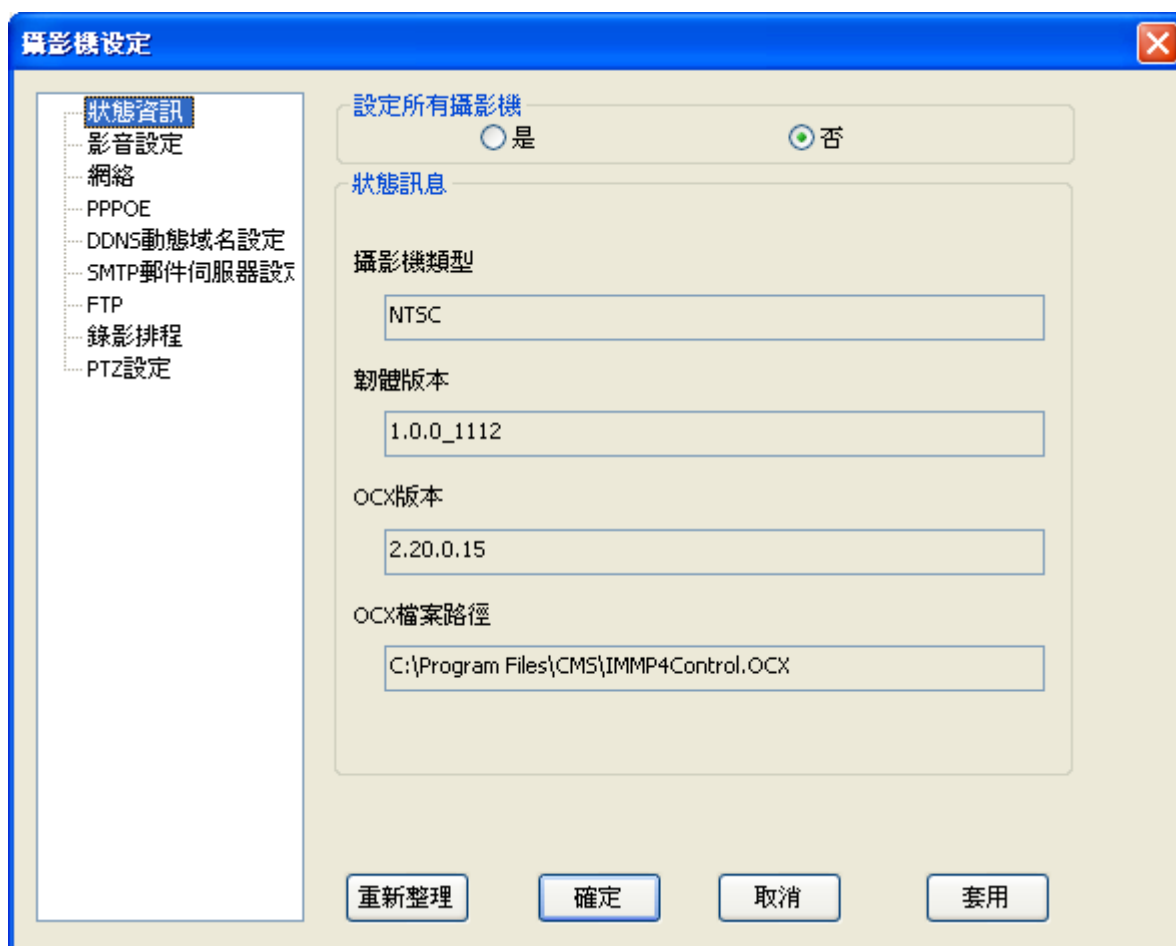 攝影機设定
狀態資訊
影音設定
網絡
PPPOE
DDNS動態域名設定
SMTP郵件伺服器設定
FTP
錄影排程
PTZ設定
設定所有攝影機
是 否
狀態訊息
攝影機類型
NTSC
韌體版本
1.0.0_1112
OCX版本
2.20.0.15
OCX檔案路徑
C:\Program Files\CMS\IMMP4Control.OCX
重新整理 確定 取消 套用